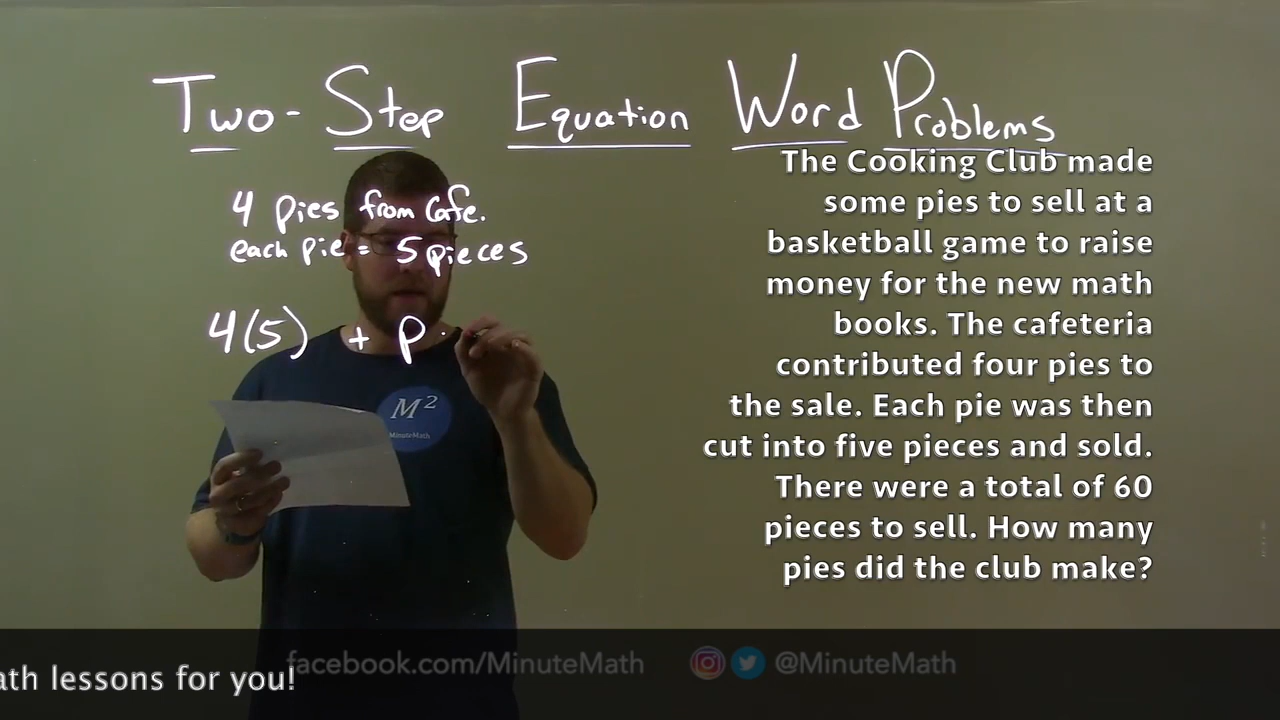 Two-Step Equation Word Problems
4 pies from Cafe.
each pie = 5 pieces
4(5) + p ·
M²
MinuteMath
The Cooking Club made
some pies to sell at a
basketball game to raise
money for the new math
books. The cafeteria
contributed four pies to
the sale. Each pie was then
cut into five pieces and sold.
There were a total of 60
pieces to sell. How many
pies did the club make?
facebook.com/MinuteMath @MinuteMath
ath lessons for you!